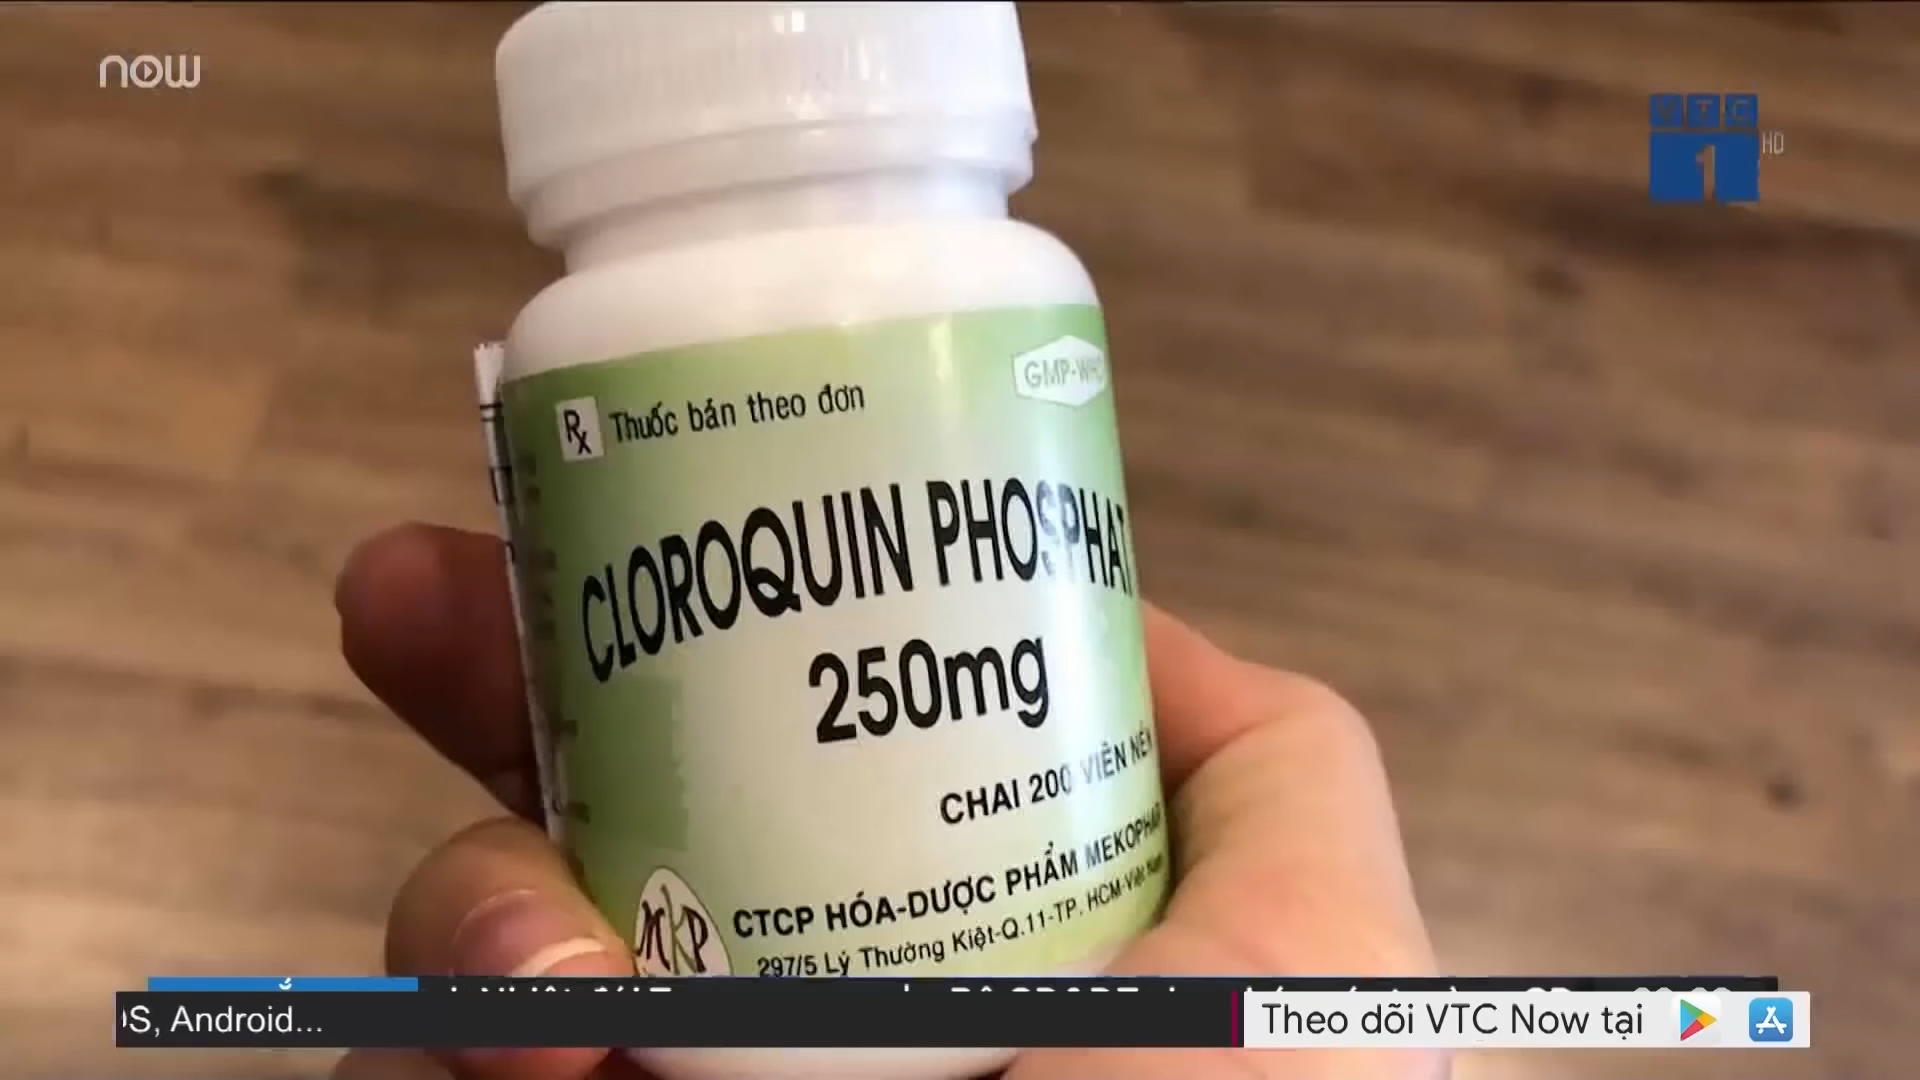 now
VTC
1
HD
GMP-WHO
Rx Thuốc bán theo đơn
CLOROQUIN PHOSPHAT
250mg
CHAI 200 VIÊN NÉN
MKP
CTCP HÓA-DƯỢC PHẨM MEKOPHAR
297/5 Lý Thường Kiệt-Q.11-TP. HCM-Việt Nam
S, Android...
Theo dõi VTC Now tại